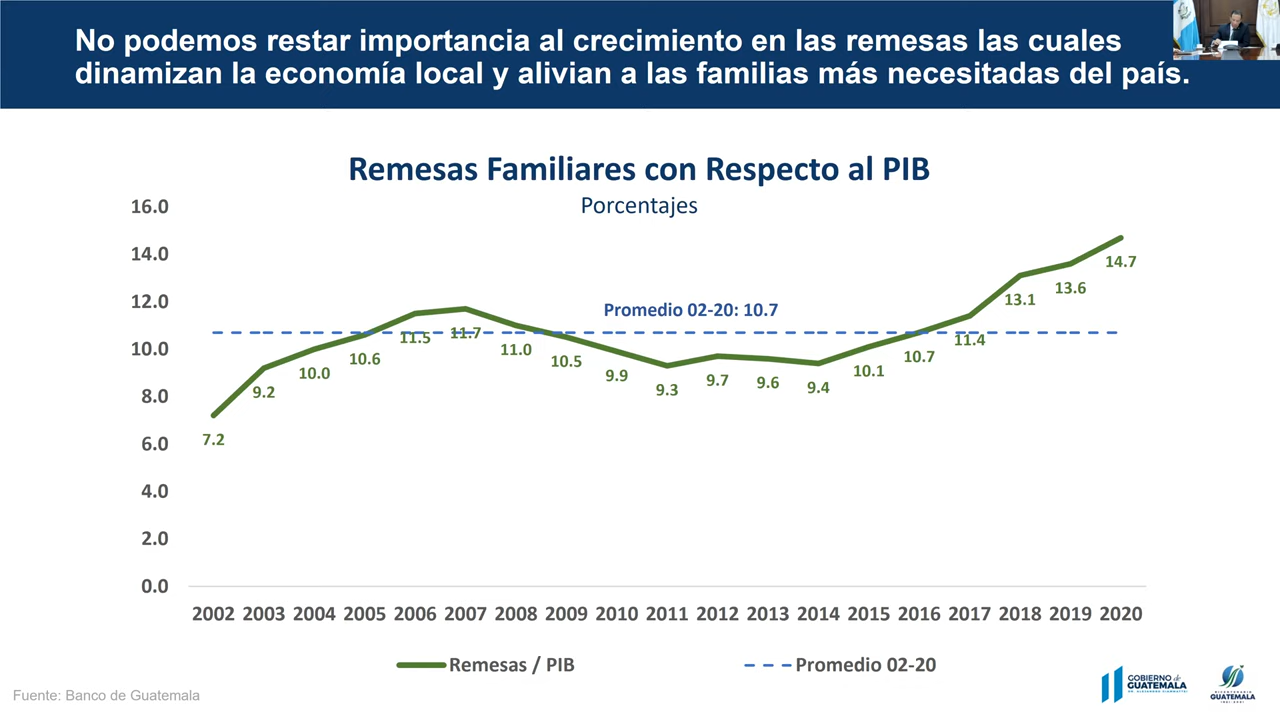 No podemos restar importancia al crecimiento en las remesas las cuales
dinamizan la economía local y alivian a las familias más necesitadas del país.
Remesas Familiares con Respecto al PIB
Porcentajes
16.0
14.0
12.0
10.0
8.0
6.0
4.0
2.0
0.0
Promedio 02-20: 10.7
7.2
9.2
10.0
10.6
11.5
11.7
11.0
10.5
9.9
9.3
9.7
9.6
9.4
10.1
10.7
11.4
13.1
13.6
14.7
2002 2003 2004 2005 2006 2007 2008 2009 2010 2011 2012 2013 2014 2015 2016 2017 2018 2019 2020
Remesas / PIB
Promedio 02-20
Fuente: Banco de Guatemala
GOBIERNO de
GUATEMALA
DR. ALEJANDRO GIAMMATTEI
BICENTENARIO
GUATEMALA
1821-2021